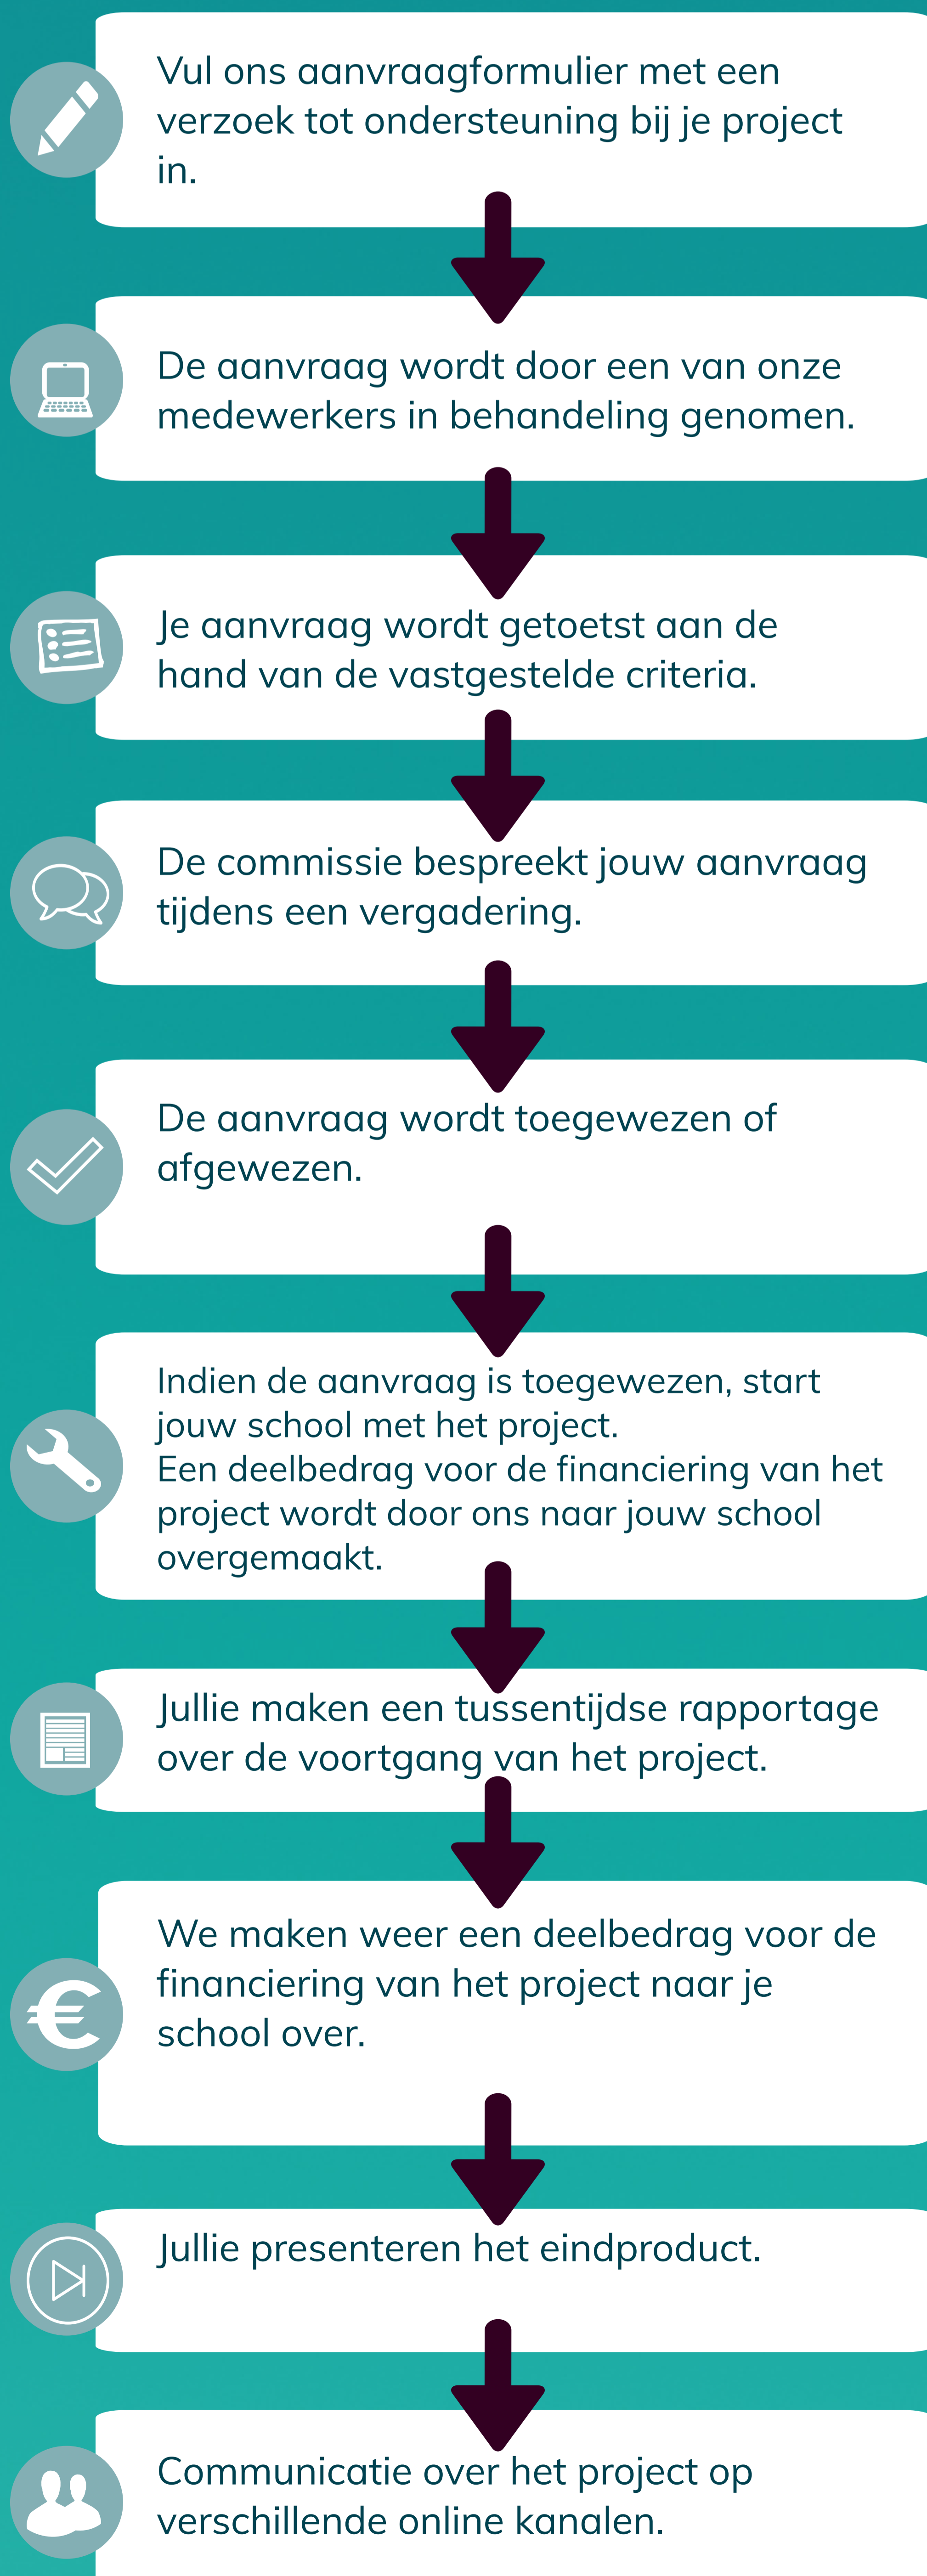 Vul ons aanvraagformulier met een
verzoek tot ondersteuning bij je project
in.
De aanvraag wordt door een van onze
medewerkers in behandeling genomen.
Je aanvraag wordt getoetst aan de
hand van de vastgestelde criteria.
De commissie bespreekt jouw aanvraag
tijdens een vergadering.
De aanvraag wordt toegewezen of
afgewezen.
Indien de aanvraag is toegewezen, start
jouw school met het project.
Een deelbedrag voor de financiering van het
project wordt door ons naar jouw school
overgemaakt.
Jullie maken een tussentijdse rapportage
over de voortgang van het project.
We maken weer een deelbedrag voor de
financiering van het project naar je
school over.
Jullie presenteren het eindproduct.
Communicatie over het project op
verschillende online kanalen.